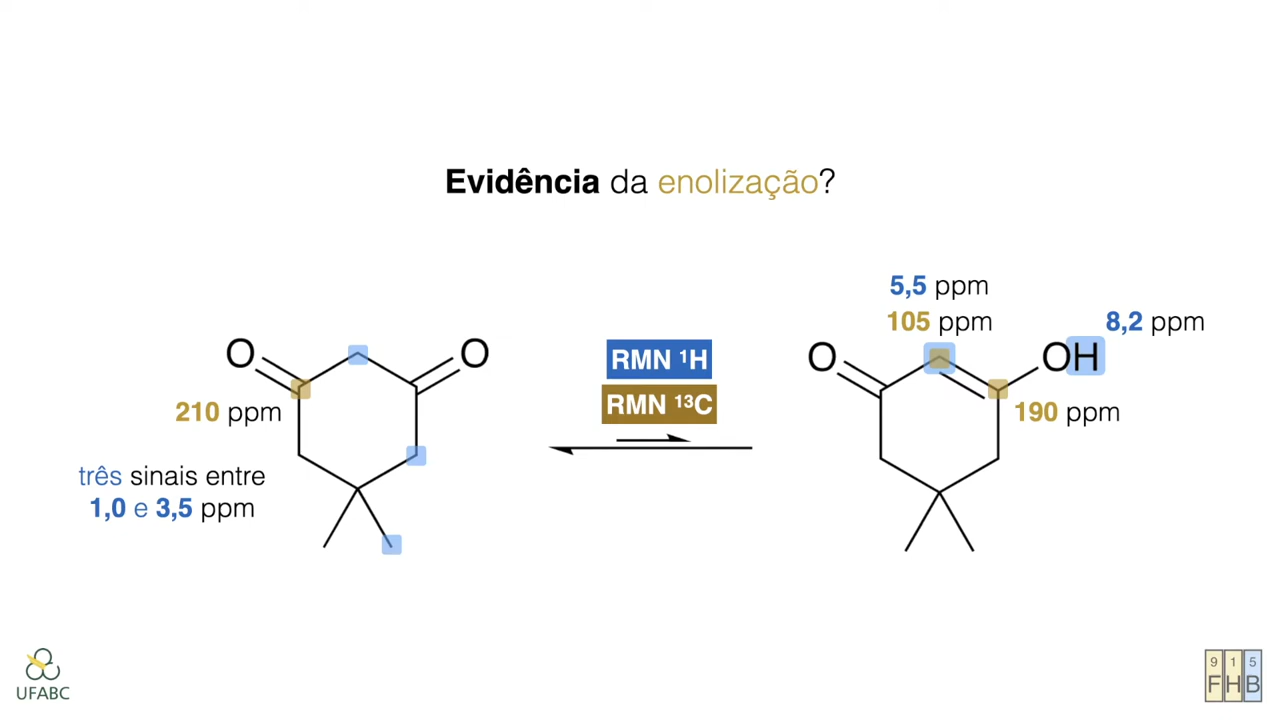 Evidência da enolização?
5,5 ppm
105 ppm
8,2 ppm
O
O
RMN ¹H
RMN ¹³C
O
OH
210 ppm
190 ppm
três sinais entre
1,0 e 3,5 ppm
UFABC
9 1 5
F H B